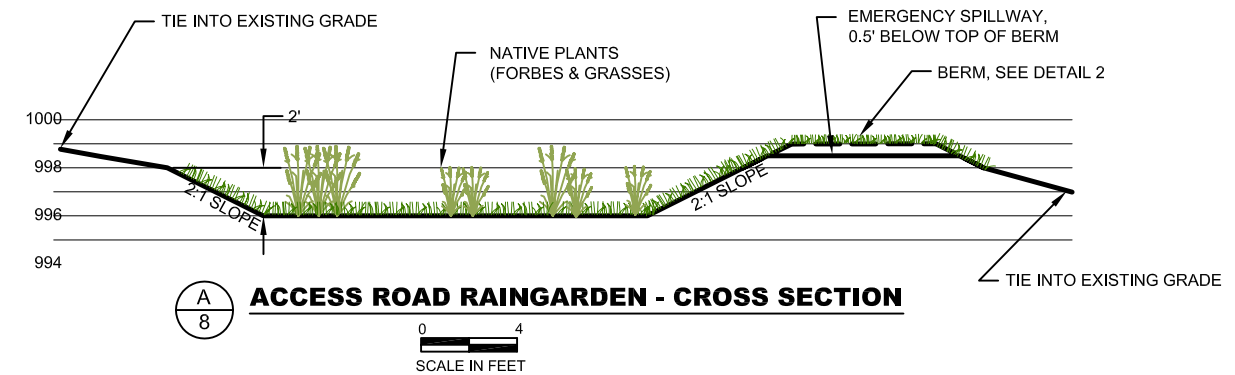 TIE INTO EXISTING GRADE
EMERGENCY SPILLWAY,
0.5' BELOW TOP OF BERM
NATIVE PLANTS
(FORBES & GRASSES)
BERM, SEE DETAIL 2
1000
2'
998
2:1 SLOPE
2:1 SLOPE
996
994
TIE INTO EXISTING GRADE
A
8
ACCESS ROAD RAINGARDEN - CROSS SECTION
0 4
SCALE IN FEET